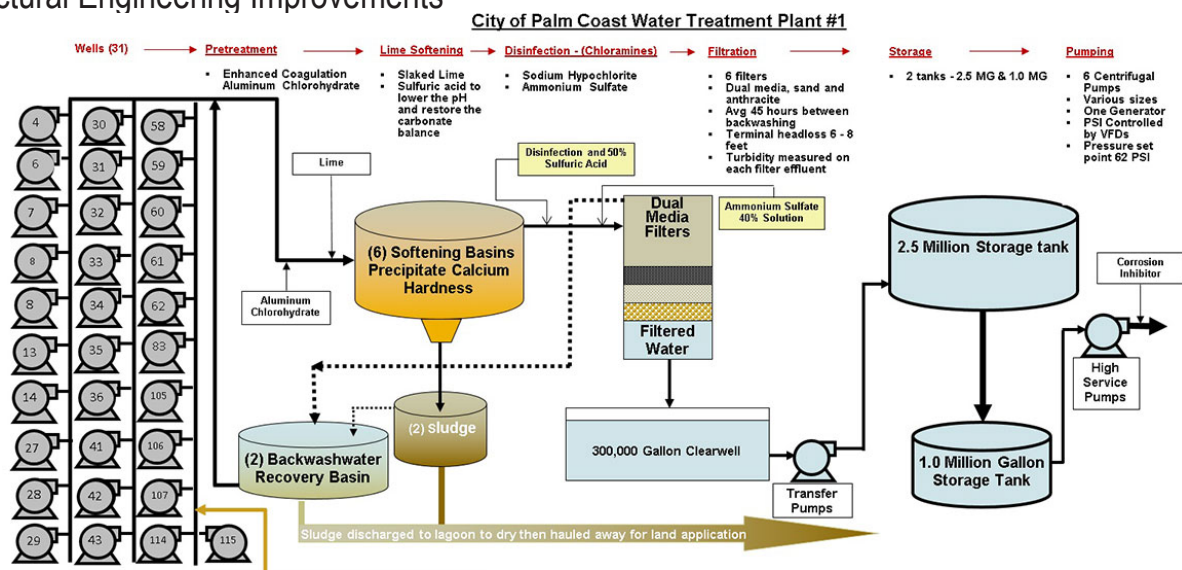 ctural Engineering Improvements
City of Palm Coast Water Treatment Plant #1
Wells (31)
Pretreatment
Enhanced Coagulation
Aluminum Chlorohydrate
Lime Softening
Slaked Lime
Sulfuric acid to
lower the pH
and restore the
carbonate
balance
Disinfection - (Chloramines)
Sodium Hypochlorite
Ammonium Sulfate
Filtration
6 filters
Dual media, sand and
anthracite
Avg 45 hours between
backwashing
Terminal headloss 6 - 8
feet
Turbidity measured on
each filter effluent
Storage
2 tanks - 2.5 MG & 1.0 MG
Pumping
6 Centrifugal
Pumps
Various sizes
One Generator
PSI Controlled
by VFDs
Pressure set
point 62 PSI
4
30
58
6
31
59
7
32
60
8
33
61
8
34
62
13
35
83
14
36
105
27
41
106
28
42
107
29
43
114
115
Lime
Aluminum
Chlorohydrate
(6) Softening Basins
Precipitate Calcium
Hardness
Disinfection and 50%
Sulfuric Acid
Ammonium Sulfate
40% Solution
Dual
Media
Filters
Filtered
Water
(2) sludge
(2) Backwashwater
Recovery Basin
300,000 Gallon Clearwell
Transfer
Pumps
2.5 Million Storage tank
1.0 Million Gallon
Storage Tank
Corrosion
Inhibitor
High
Service
Pumps
Sludge discharged to lagoon to dry then hauled away for land application